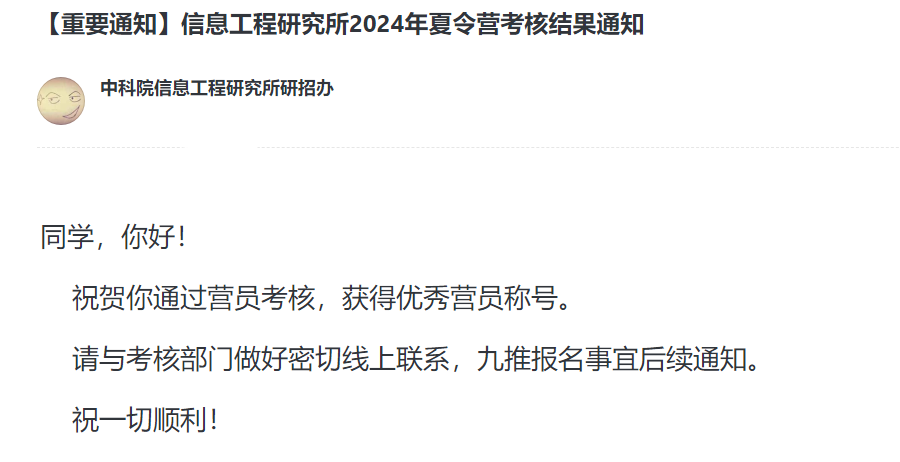 【重要通知】信息工程研究所2024年夏令营考核结果通知
中科院信息工程研究所研招办
同学，你好！
祝贺你通过营员考核，获得优秀营员称号。
请与考核部门做好密切线上联系，九推报名事宜后续通知。
祝一切顺利！